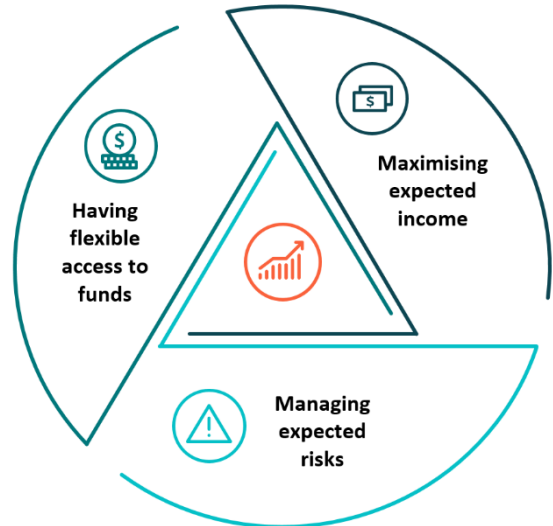 $
Having
flexible
access to
funds
$
Maximising
expected
income
!
Managing
expected
risks